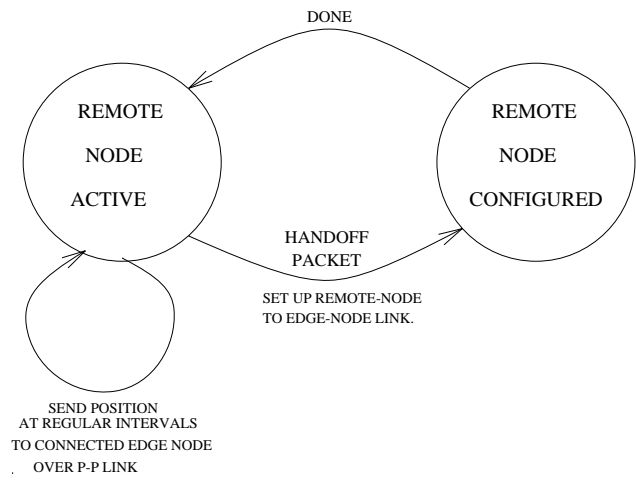 DONE
REMOTE
NODE
ACTIVE
REMOTE
NODE
CONFIGURED
HANDOFF
PACKET
SET UP REMOTE-NODE
TO EDGE-NODE LINK.
SEND POSITION
AT REGULAR INTERVALS
TO CONNECTED EDGE NODE
. OVER P-P LINK